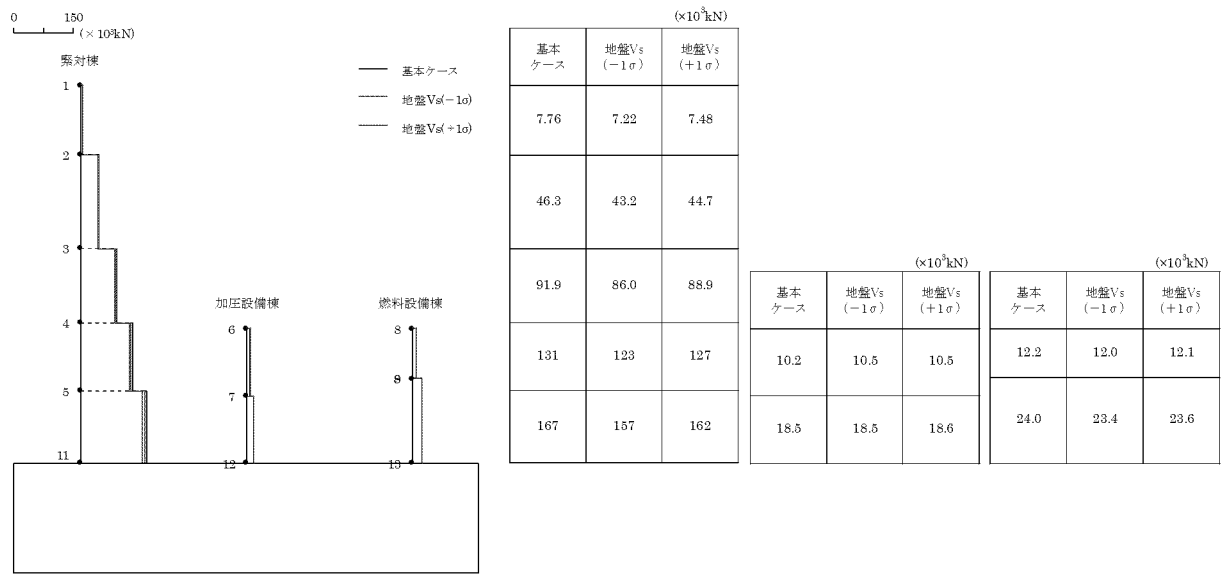 0 150
(×10³kN)
緊対棟
1
2
3
4
5
11
基本ケース
地盤Vs(−1σ)
地盤Vs(+1σ)
加圧設備棟
6
7
12
燃料設備棟
8
9
13
(×10³kN)
基本
ケース
地盤Vs
(−1σ)
地盤Vs
(+1σ)
7.76 7.22 7.48
46.3 43.2 44.7
91.9 86.0 88.9
131 123 127
167 157 162
(×10³kN)
基本
ケース
地盤Vs
(−1σ)
地盤Vs
(+1σ)
10.2 10.5 10.5
18.5 18.5 18.6
(×10³kN)
基本
ケース
地盤Vs
(−1σ)
地盤Vs
(+1σ)
12.2 12.0 12.1
24.0 23.4 23.6